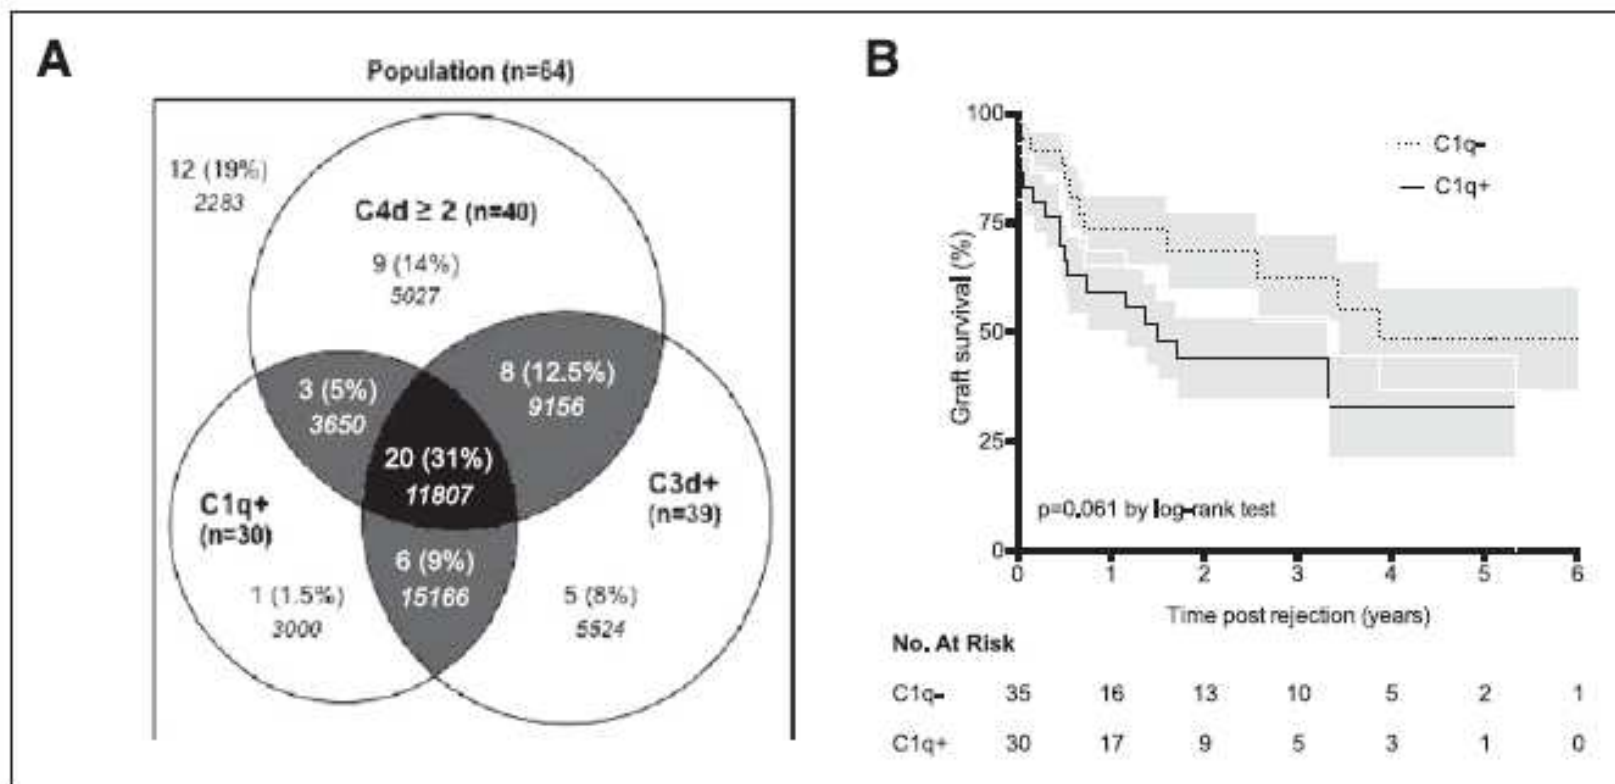 A
Population (n=64)
12 (19%)
2283
C4d ≥ 2 (n=40)
9 (14%)
5027
3 (5%)
3650
8 (12.5%)
9156
20 (31%)
11807
C1q+
(n=30)
C3d+
(n=39)
6 (9%)
15166
1 (1.5%)
3000
5 (8%)
5524
B
100
75
50
25
0
Graft survival (%)
C1q-
C1q+
p=0.061 by log-rank test
0 1 2 3 4 5 6
Time post rejection (years)
No. At Risk
C1q- 35 16 13 10 5 2 1
C1q+ 30 17 9 5 3 1 0